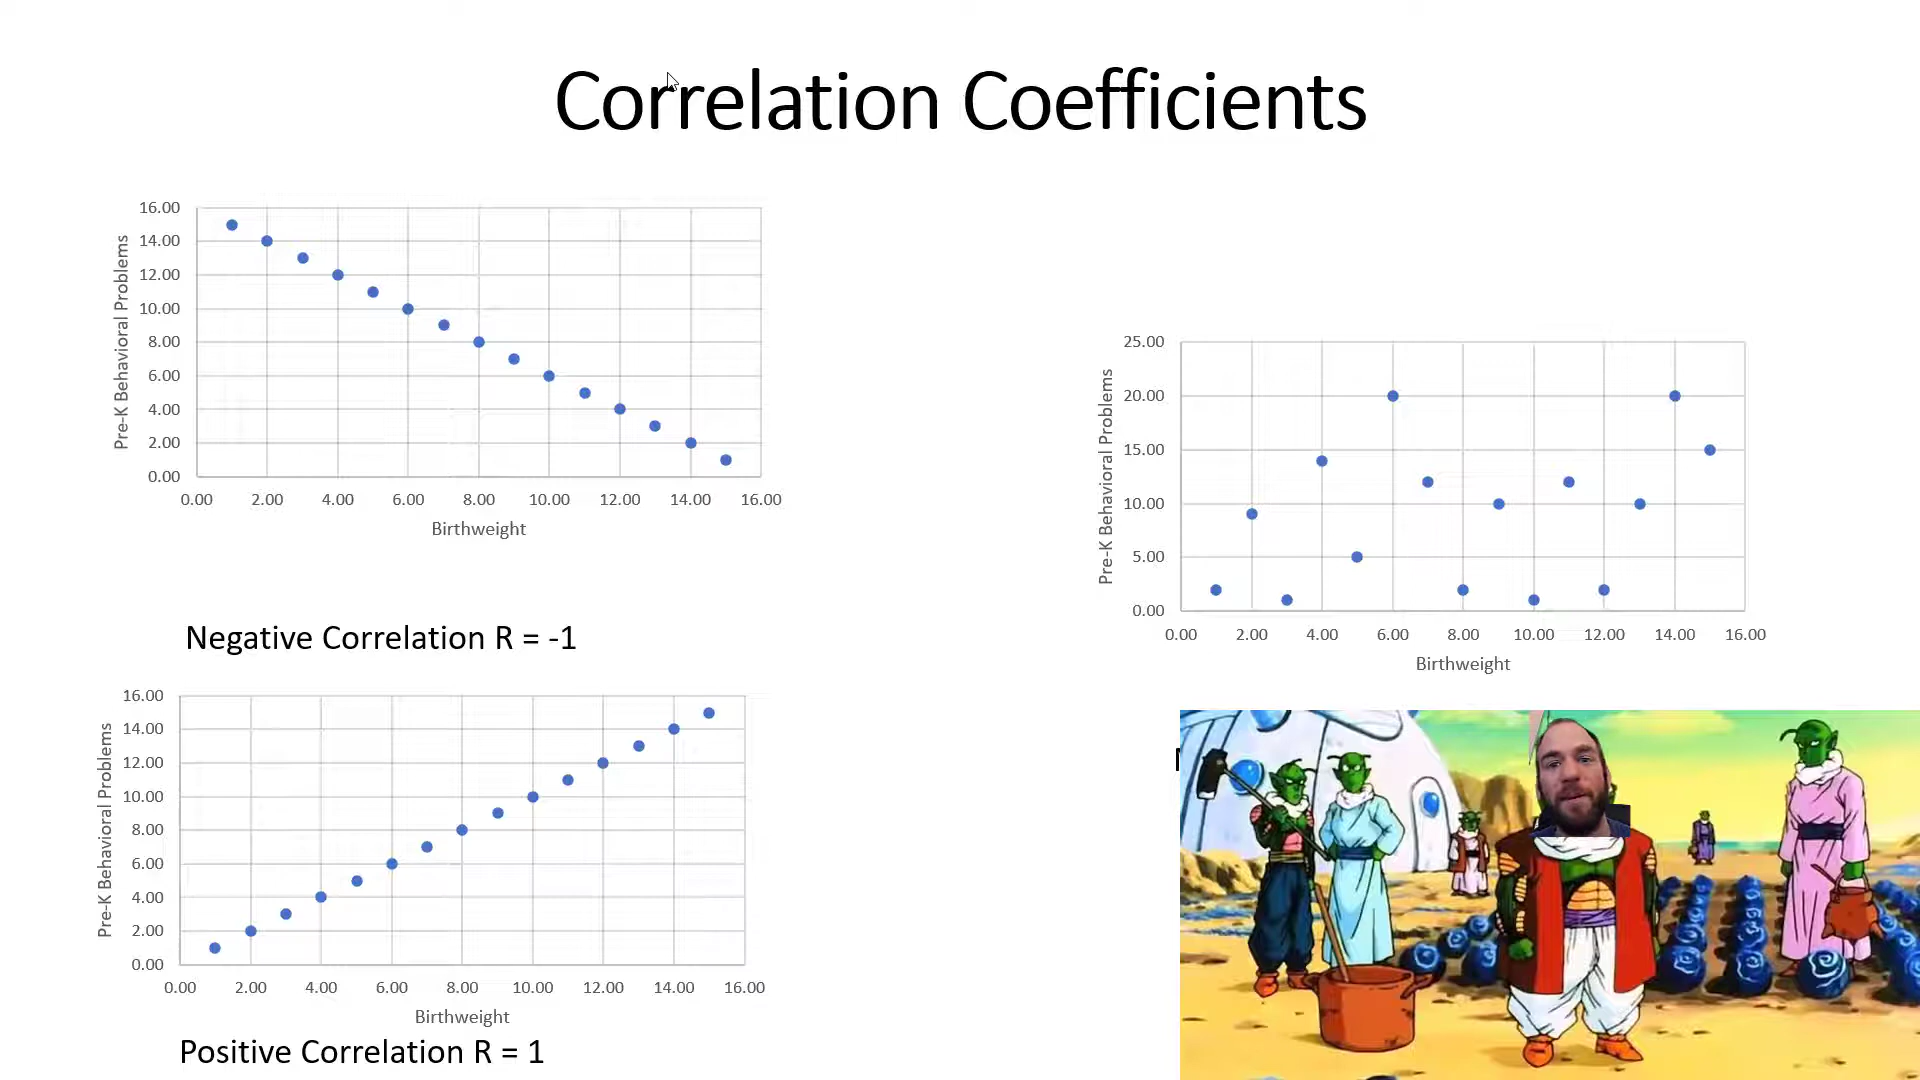 Correlation Coefficients
Pre-K Behavioral Problems
16.00
14.00
12.00
10.00
8.00
6.00
4.00
2.00
0.00
0.00 2.00 4.00 6.00 8.00 10.00 12.00 14.00 16.00
Birthweight
Negative Correlation R = -1
Pre-K Behavioral Problems
16.00
14.00
12.00
10.00
8.00
6.00
4.00
2.00
0.00
0.00 2.00 4.00 6.00 8.00 10.00 12.00 14.00 16.00
Birthweight
Positive Correlation R = 1
Pre-K Behavioral Problems
25.00
20.00
15.00
10.00
5.00
0.00
0.00 2.00 4.00 6.00 8.00 10.00 12.00 14.00 16.00
Birthweight